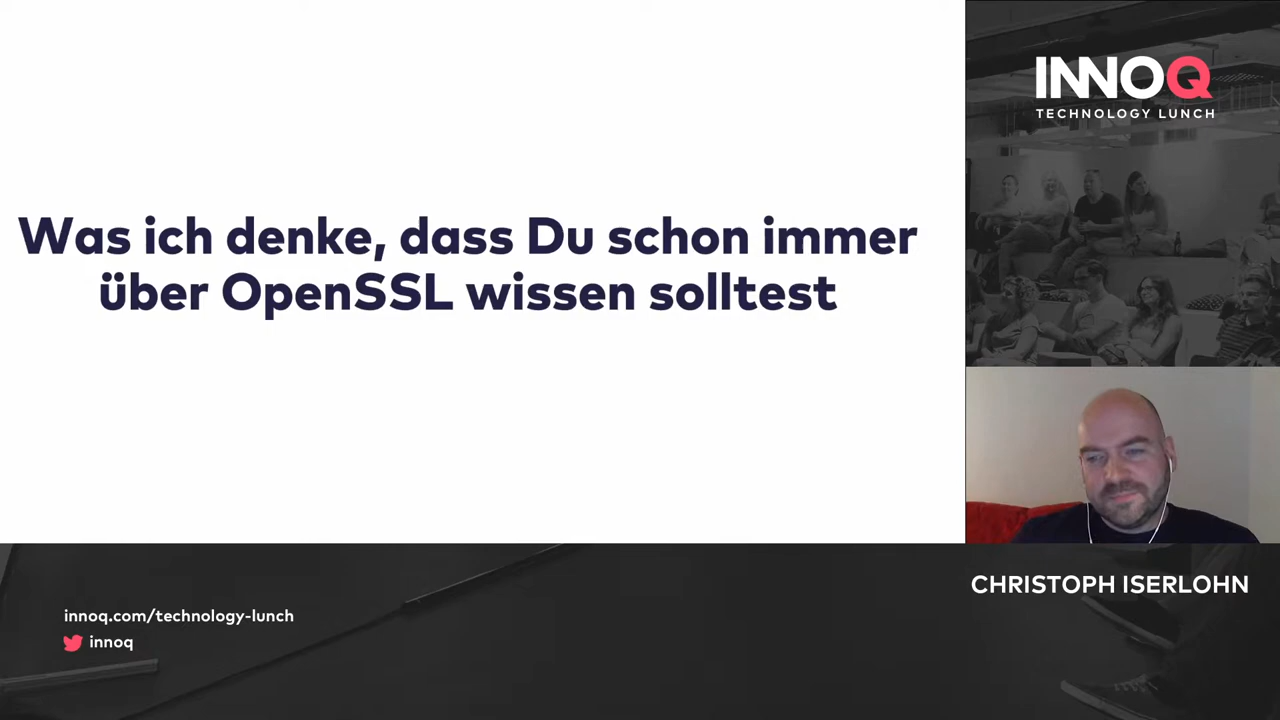 Was ich denke, dass Du schon immer
über OpenSSL wissen solltest
INNOQ
TECHNOLOGY LUNCH
CHRISTOPH ISERLOHN
innoq.com/technology-lunch
innoq